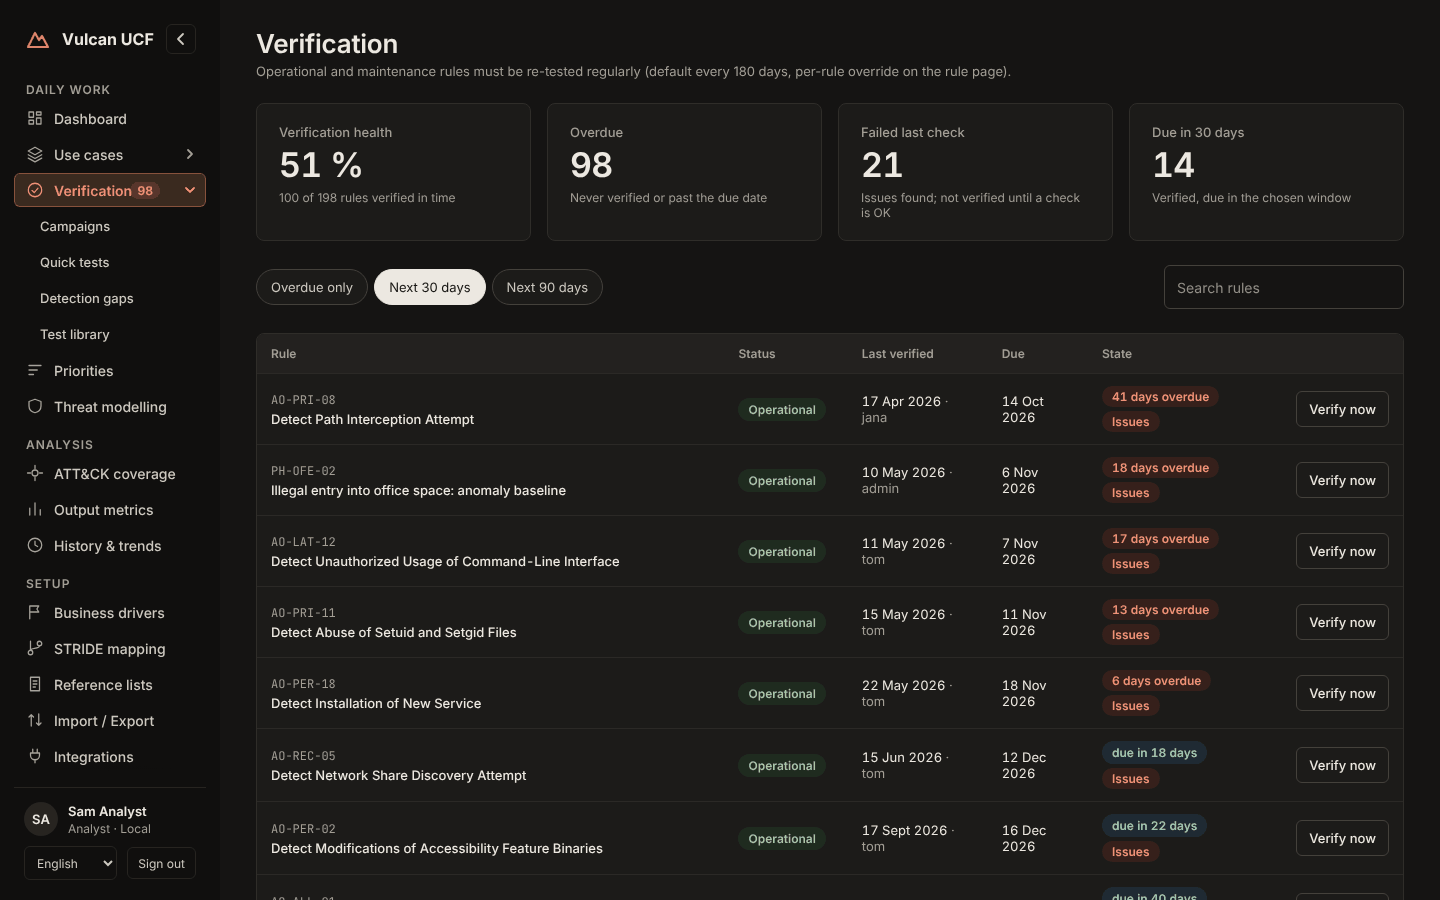 Vulcan UCF
DAILY WORK
Dashboard
Use cases
Verification 98
Campaigns
Quick tests
Detection gaps
Test library
Priorities
Threat modelling
ANALYSIS
ATT&CK coverage
Output metrics
History & trends
SETUP
Business drivers
STRIDE mapping
Reference lists
Import / Export
Integrations
SA
Sam Analyst
Analyst · Local
English
Sign out
Verification
Operational and maintenance rules must be re-tested regularly (default every 180 days, per-rule override on the rule page).
Verification health
51 %
100 of 198 rules verified in time
Overdue
98
Never verified or past the due date
Failed last check
21
Issues found; not verified until a check
is OK
Due in 30 days
14
Verified, due in the chosen window
Overdue only
Next 30 days
Next 90 days
Search rules
Rule Status Last verified Due State
AO-PRI-08
Detect Path Interception Attempt
Operational
17 Apr 2026 ·
jana
14 Oct
2026
41 days overdue
Issues
Verify now
PH-OFE-02
Illegal entry into office space: anomaly baseline
Operational
10 May 2026 ·
admin
6 Nov
2026
18 days overdue
Issues
Verify now
AO-LAT-12
Detect Unauthorized Usage of Command-Line Interface
Operational
11 May 2026 ·
tom
7 Nov
2026
17 days overdue
Issues
Verify now
AO-PRI-11
Detect Abuse of Setuid and Setgid Files
Operational
15 May 2026 ·
tom
11 Nov
2026
13 days overdue
Issues
Verify now
AO-PER-18
Detect Installation of New Service
Operational
22 May 2026 ·
tom
18 Nov
2026
6 days overdue
Issues
Verify now
AO-REC-05
Detect Network Share Discovery Attempt
Operational
15 Jun 2026 ·
tom
12 Dec
2026
due in 18 days
Issues
Verify now
AO-PER-02
Detect Modifications of Accessibility Feature Binaries
Operational
17 Sept 2026 ·
tom
16 Dec
2026
due in 22 days
Issues
Verify now
due in 40 days